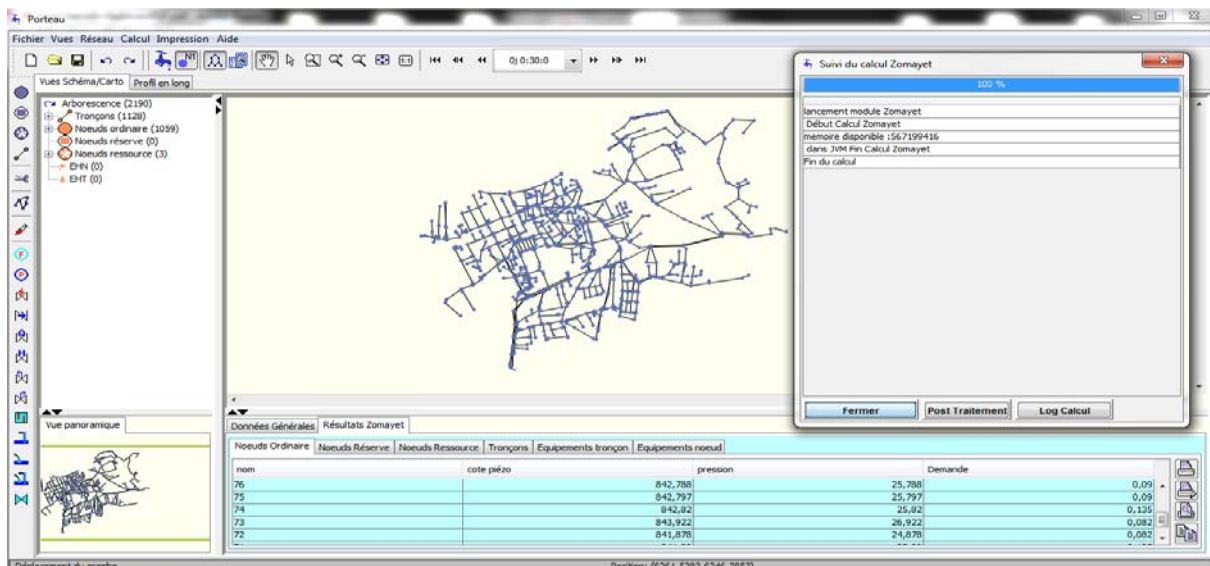 Porteau
Fichier Vues Réseau Calcul Impression Aide
N1
1:1
0j 0:30:0
Vues Schéma/Carto Profil en long
Arborescence (2190)
Tronçons (1128)
Noeuds ordinaire (1059)
Noeuds réserve (0)
Noeuds ressource (3)
EHN (0)
EHT (0)
F
P
Suivi du calcul Zomayet
100 %
lancement module Zomayet
Début Calcul Zomayet
memoire disponible :567199416
dans JVM Fin Calcul Zomayet
Fin du calcul
Fermer Post Traitement Log Calcul
Vue panoramique
Données Générales Résultats Zomayet
Noeuds Ordinaire Noeuds Réserve Noeuds Ressource Tronçons Equipements tronçon Equipements noeud
nom cote piézo pression Demande
76 842,788 25,788 0,09
75 842,797 25,797 0,09
74 842,82 25,82 0,135
73 843,922 26,922 0,082
72 841,878 24,878 0,082